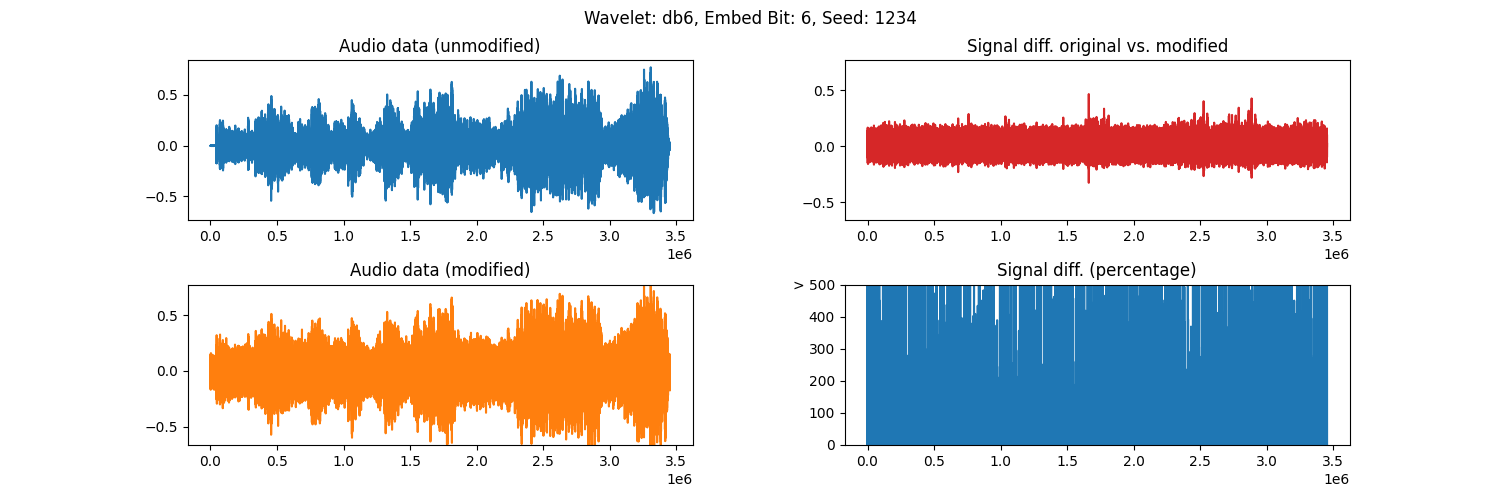 Wavelet: db6, Embed Bit: 6, Seed: 1234
Audio data (unmodified)
0.5
0.0
−0.5
0.0 0.5 1.0 1.5 2.0 2.5 3.0 3.5
1e6
Signal diff. original vs. modified
0.5
0.0
−0.5
0.0 0.5 1.0 1.5 2.0 2.5 3.0 3.5
1e6
Audio data (modified)
0.5
0.0
−0.5
0.0 0.5 1.0 1.5 2.0 2.5 3.0 3.5
1e6
Signal diff. (percentage)
> 500
400
300
200
100
0
0.0 0.5 1.0 1.5 2.0 2.5 3.0 3.5
1e6